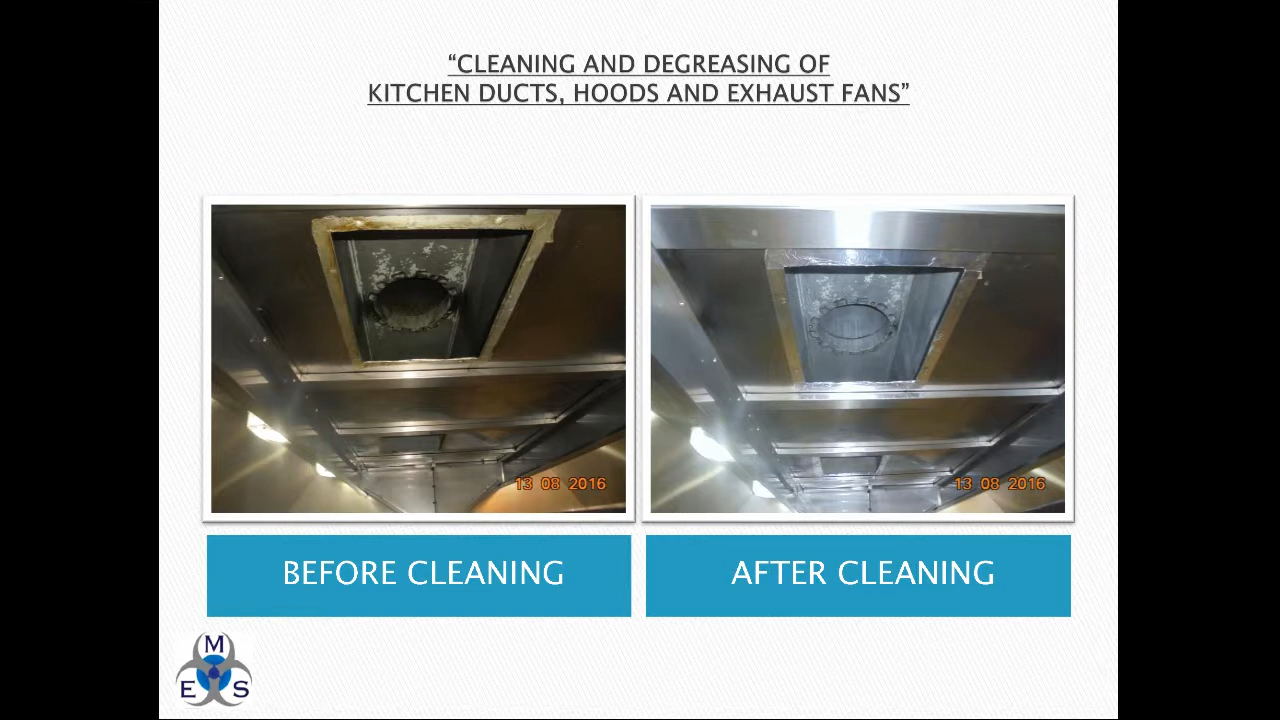 “CLEANING AND DEGREASING OF
KITCHEN DUCTS, HOODS AND EXHAUST FANS”
13 08 2016
13 08 2016
BEFORE CLEANING
AFTER CLEANING
M
E S